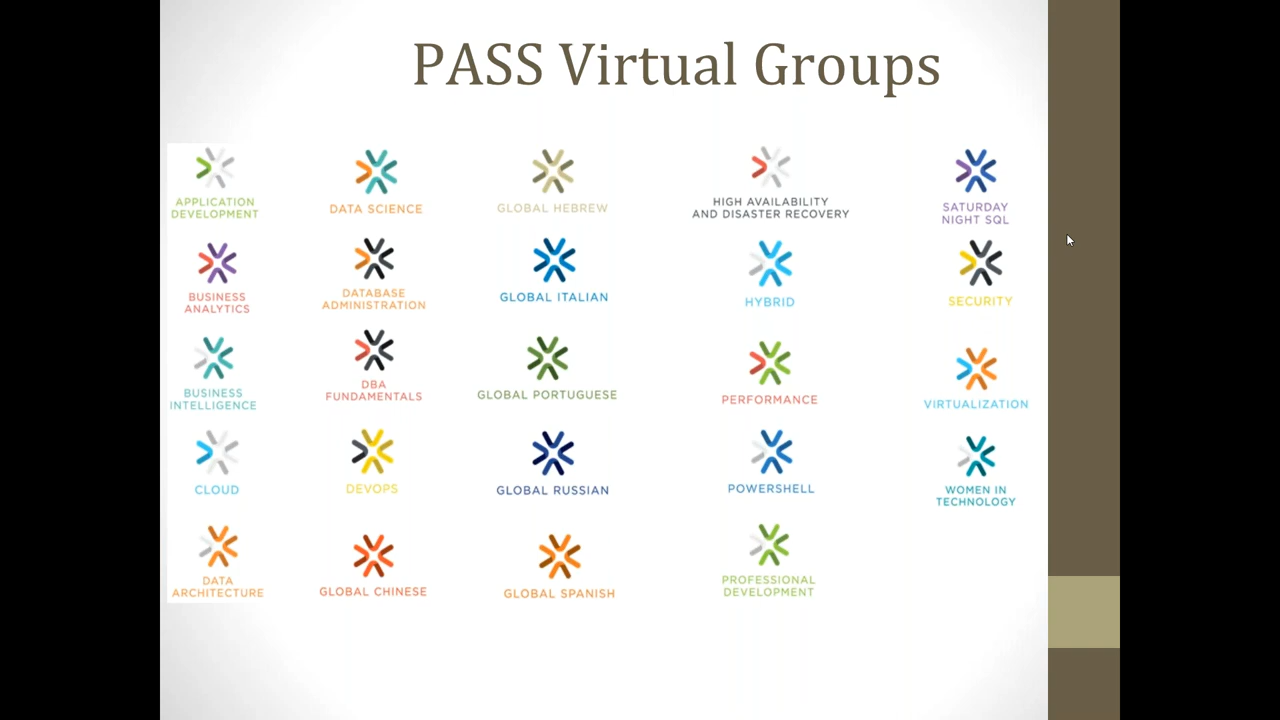 PASS Virtual Groups
APPLICATION
DEVELOPMENT
BUSINESS
ANALYTICS
BUSINESS
INTELLIGENCE
CLOUD
DATA
ARCHITECTURE
DATA SCIENCE
DATABASE
ADMINISTRATION
DBA
FUNDAMENTALS
DEVOPS
GLOBAL CHINESE
GLOBAL HEBREW
GLOBAL ITALIAN
GLOBAL PORTUGUESE
GLOBAL RUSSIAN
GLOBAL SPANISH
HIGH AVAILABILITY
AND DISASTER RECOVERY
HYBRID
PERFORMANCE
POWERSHELL
PROFESSIONAL
DEVELOPMENT
SATURDAY
NIGHT SQL
SECURITY
VIRTUALIZATION
WOMEN IN
TECHNOLOGY